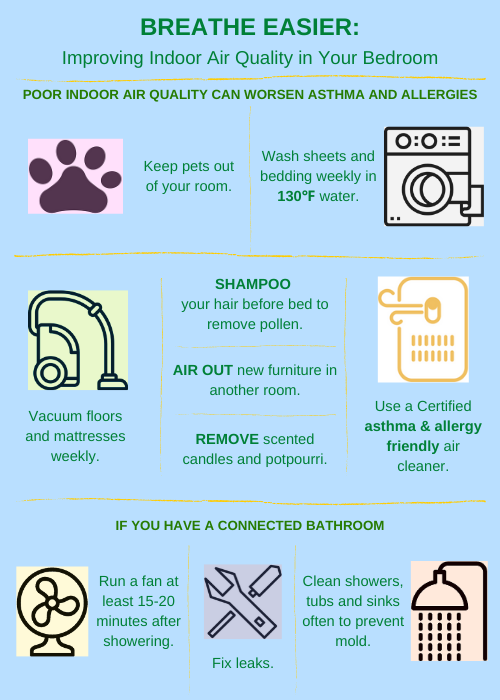 BREATHE EASIER:
Improving Indoor Air Quality in Your Bedroom
POOR INDOOR AIR QUALITY CAN WORSEN ASTHMA AND ALLERGIES
Keep pets out
of your room.
Wash sheets and
bedding weekly in
130°F water.
Vacuum floors
and mattresses
weekly.
SHAMPOO
your hair before bed to
remove pollen.
AIR OUT new furniture in
another room.
REMOVE scented
candles and potpourri.
Use a Certified
asthma & allergy
friendly air
cleaner.
IF YOU HAVE A CONNECTED BATHROOM
Run a fan at
least 15-20
minutes after
showering.
Fix leaks.
Clean showers,
tubs and sinks
often to prevent
mold.